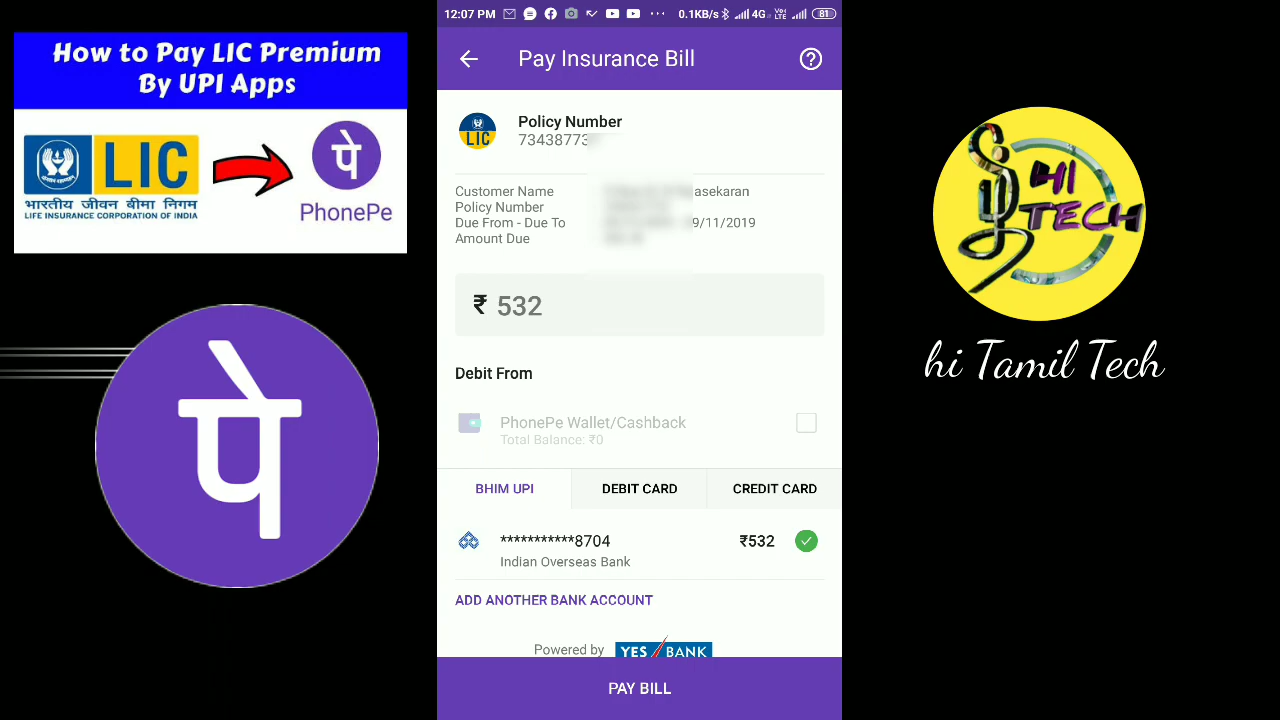 How to Pay LIC Premium
By UPI Apps
LIC
भारतीय जीवन बीमा निगम
LIFE INSURANCE CORPORATION OF INDIA
पे
PhonePe
पे
12:07 PM
0.1KB/s
4G
Vo
LTE
81
Pay Insurance Bill
LIC
Policy Number
73438773
Customer Name
asekaran
Policy Number
Due From - Due To
9/11/2019
Amount Due
₹ 532
Debit From
PhonePe Wallet/Cashback
Total Balance: ₹0
BHIM UPI
DEBIT CARD
CREDIT CARD
***********8704
₹532
Indian Overseas Bank
ADD ANOTHER BANK ACCOUNT
Powered by YES BANK
PAY BILL
HI
TECH
hi Tamil Tech